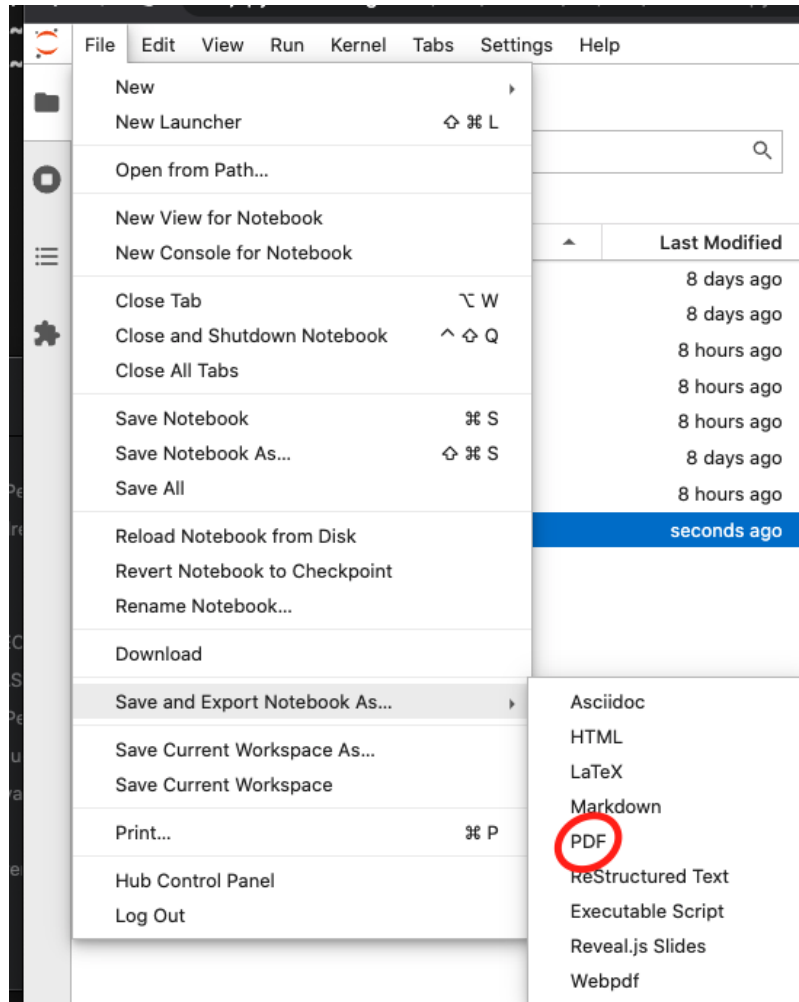 File Edit View Run Kernel Tabs Settings Help
New
New Launcher ⇧ ⌘ L
Open from Path...
New View for Notebook
New Console for Notebook
Close Tab ⌥ W
Close and Shutdown Notebook ^ ⇧ Q
Close All Tabs
Save Notebook ⌘ S
Save Notebook As... ⇧ ⌘ S
Save All
Reload Notebook from Disk
Revert Notebook to Checkpoint
Rename Notebook...
Download
Save and Export Notebook As...
Save Current Workspace As...
Save Current Workspace
Print... ⌘ P
Hub Control Panel
Log Out
Last Modified
8 days ago
8 days ago
8 hours ago
8 hours ago
8 hours ago
8 days ago
8 hours ago
seconds ago
Asciidoc
HTML
LaTeX
Markdown
PDF
ReStructured Text
Executable Script
Reveal.js Slides
Webpdf